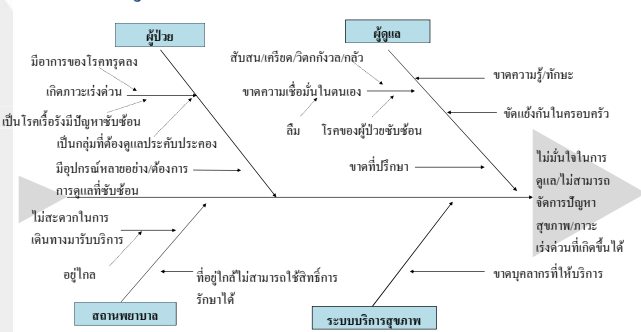 ผู้ป่วย
ผู้ดูแล
มีอาการของโรคทรุดลง
เกิดภาวะเร่งด่วน
เป็นโรคเรื้อรังมีปัญหาซับซ้อน
เป็นกลุ่มที่ต้องดูแลประคับประคอง
มีอุปกรณ์หลายอย่าง/ต้องการ
การดูแลที่ซับซ้อน
สับสน/เครียด/วิตกกังวล/กลัว
ขาดความเชื่อมั่นในตนเอง
ลืม
โรคของผู้ป่วยซับซ้อน
ขาดที่ปรึกษา
ขาดความรู้/ทักษะ
ขัดแย้งกันในครอบครัว
ไม่มั่นใจในการ
ดูแล/ไม่สามารถ
จัดการปัญหา
สุขภาพ/ภาวะ
เร่งด่วนที่เกิดขึ้นได้
ไม่สะดวกในการ
เดินทางมารับบริการ
อยู่ไกล
ที่อยู่ใกล้ไม่สามารถใช้สิทธิ์การ
รักษาได้
ขาดบุคลากรที่ให้บริการ
สถานพยาบาล
ระบบบริการสุขภาพ